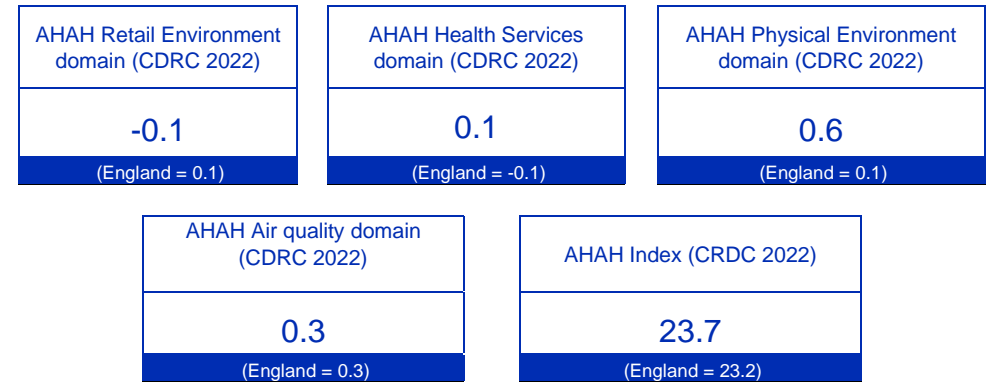 AHAH Retail Environment
domain (CDRC 2022)
-0.1
(England = 0.1)
AHAH Health Services
domain (CDRC 2022)
0.1
(England = -0.1)
AHAH Physical Environment
domain (CDRC 2022)
0.6
(England = 0.1)
AHAH Air quality domain
(CDRC 2022)
0.3
(England = 0.3)
AHAH Index (CRDC 2022)
23.7
(England = 23.2)